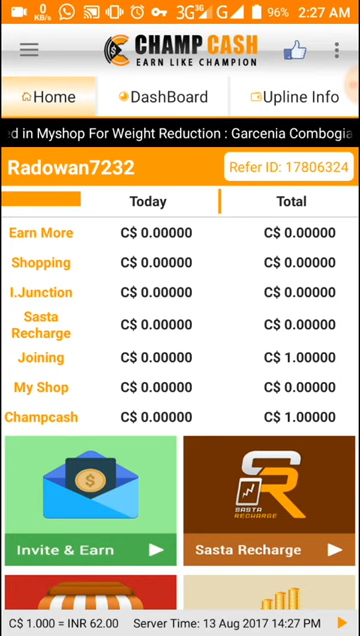 0
KB/s
3G 3G G 96% 2:27 AM
CHAMP CASH
EARN LIKE CHAMPION
Home DashBoard Upline Info
ed in Myshop For Weight Reduction : Garcenia Combogia
Radowan7232 Refer ID: 17806324
Today Total
Earn More C$ 0.00000 C$ 0.00000
Shopping C$ 0.00000 C$ 0.00000
I.Junction C$ 0.00000 C$ 0.00000
Sasta
Recharge C$ 0.00000 C$ 0.00000
Joining C$ 0.00000 C$ 1.00000
My Shop C$ 0.00000 C$ 0.00000
Champcash C$ 0.00000 C$ 1.00000
SASTA
RECHARGE
Invite & Earn Sasta Recharge
C$ 1.000 = INR 62.00 Server Time: 13 Aug 2017 14:27 PM